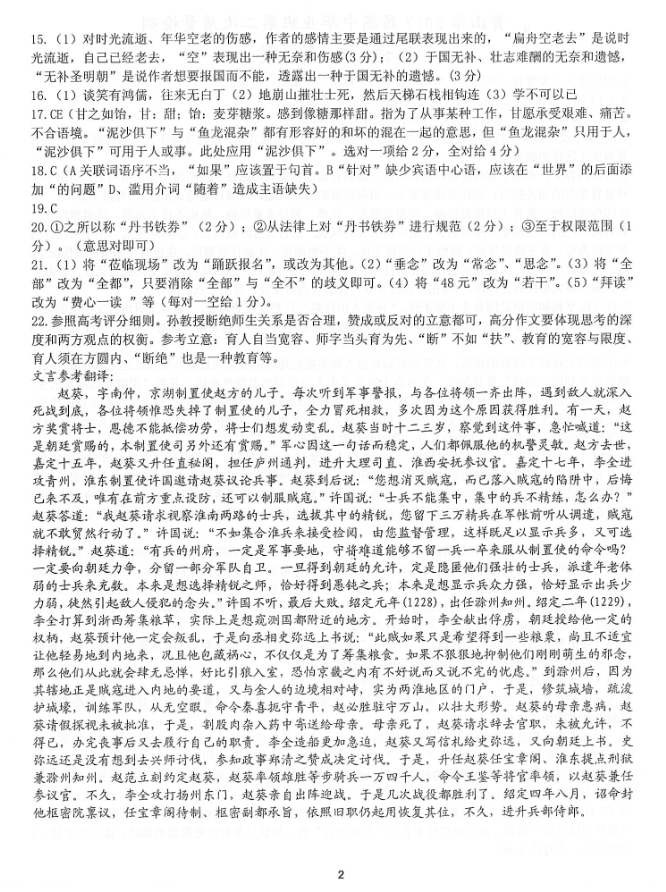 15.（1）对时光流逝、年华空老的伤感，作者的感情主要是通过尾联表现出来的，“扁舟空老去”是说时
光流逝，自己已经老去，“空”表现出一种无奈和伤感(3 分)；（2）于国无补、壮志难酬的无奈和遗憾，
“无补圣明朝”是说作者想要报国而不能，透露出一种于国无补的遗憾。(3 分)
16.（1）谈笑有鸿儒，往来无白丁（2）地崩山摧壮士死，然后天梯石栈相钩连（3）学不可以已
17.CE（甘之如饴，甘：甜；饴：麦芽糖浆。感到像糖那样甜。指为了从事某种工作，甘愿承受艰难、痛苦。
不合语境。“泥沙俱下”与“鱼龙混杂”都有形容好的和坏的混在一起的意思，但“鱼龙混杂”只用于人，
“泥沙俱下”可用于人或事。此处应用“泥沙俱下”。选对一项给 2 分，全对给 4 分）
18.C（A 关联词语序不当，“如果”应该置于句首。B“针对”缺少宾语中心语，应该在“世界”的后面添
加“的问题”D、滥用介词“随着”造成主语缺失）
19.C
20.①之所以称“丹书铁券”（2 分）；②从法律上对“丹书铁券”进行规范（2 分）；③至于权限范围（1
分）。（意思对即可）
21.（1）将“莅临现场”改为“踊跃报名”，或改为其他。（2）“垂念”改为“常念”、“思念”。（3）将“全
部”改为“全都”，只要消除“全部”与“全不”的歧义即可。（4）将“48 元”改为“若干”。（5）“拜读”
改为“费心一读 ”等（每对一空给 1 分）。
22.参照高考评分细则。孙教授断绝师生关系是否合理，赞成或反对的立意都可，高分作文要体现思考的深
度和两方观点的权衡。参考立意：育人自当宽容、师字当头育为先、“断”不如“扶”、教育的宽容与限度、
育人须在方圆内、“断绝”也是一种教育等。
文言参考翻译：
赵葵，字南仲，京湖制置使赵方的儿子。每次听到军事警报，与各位将领一齐出阵，遇到敌人就深入
死战到底，各位将领惟恐失掉了制置使的儿子，全力冒死相救，多次因为这个原因获得胜利。有一天，赵
方奖赏将士，恩德不能抵偿功劳，将士们想发动变乱。赵葵当时十二三岁，察觉到这件事，急忙喊道：“这
是朝廷赏赐的，本制置使司另外还有赏赐。”军心因这一句话而稳定，人们都佩服他的机警灵敏。赵方去世，
嘉定十五年，赵葵又升任直秘阁，担任庐州通判，进升大理司直、淮西安抚参议官。嘉定十七年，李全进
攻青州，淮东制置使许国邀请赵葵议论兵事。赵葵到后说：“您想消灭贼寇，而已落入贼寇的陷阱中，后悔
已来不及，唯有在前方重点设防，还可以制服贼寇。”许国说：“士兵不能集中，集中的兵不精练，怎么办？”
赵葵答道：“我赵葵请求视察淮南两路的士兵，选拔其中的精锐，您留下三万精兵在军帐前听从调遣，贼寇
就不敢贸然行动了。”许国说：“不如集合淮兵来接受检阅，由您监督管理，这样既足以显示兵多，又可选
择精锐。”赵葵道：“有兵的州府，一定是军事要地，守将难道能够不留一兵一卒来服从制置使的命令吗？
一定要向朝廷力争，分留一部分军队自卫。一旦得到朝廷的允许，定是隐匿他们强壮的士兵，派遣年老体
弱的士兵来充数。本来是想选择精锐之师，恰好得到愚钝之兵；本来是想显示兵众力强，恰好显示出兵少
力弱，徒然引起敌人侵犯的念头。”许国不听，最后大败。绍定元年(1228)，出任滁州知州。绍定二年(1229)，
李全打算到浙西筹集粮草，实际上是想窥测国都附近的地方。开始时，李全献出俘虏，朝廷授给他一定的
权柄，赵葵预计他一定会叛乱，于是向丞相史弥远上书说：“此贼如果只是希望得到一些粮粟，尚且不适宜
让他轻易地到内地来，况且他包藏祸心，不仅仅是为了筹集粮食。如果不狠狠地抑制他们刚刚萌生的邪念，
那么他们从此就会肆无忌惮，好比引狼入室，恐怕京畿之内有不好说而又说不完的忧虑。”到滁州后，因为
其辖地正是贼寇进入内地的要道，又与金人的边境相对峙，实为两淮地区的门户，于是，修筑城墙，疏浚
护城壕，训练军队，从无空暇。命令秦喜扼守青平，赵必胜驻守万山，以壮大形势。赵葵的母亲患病，赵
葵请假探视未被批准，于是，割股肉杂入药中寄送给母亲。母亲死了，赵葵请求辞去官职，未被允许，不
得已，办完丧事后又去履行自己的职责。李全造船更加急迫，赵葵又写信札给史弥远，又向朝廷上书。史
弥远还是没有想到去兴师讨伐，参知政事郑清之赞成决定讨伐。于是，升任赵葵任宝章阁、淮东提点刑狱
兼滁州知州。赵范立刻约定赵葵，赵葵率领雄胜等步骑兵一万四千人，命令王鉴等将官率领，以赵葵兼任
参议官。不久，李全攻打扬州东门，赵葵亲自出阵迎战。于是几次战役都胜利了。绍定四年八月，诏命封
他枢密院禀议，任宝章阁待制、枢密副都承旨，依照旧职仍起用恢复其位，不久，进升兵部侍郎。
2